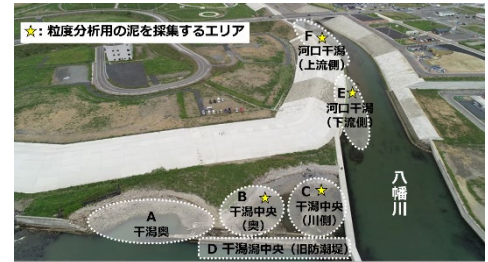 ☆: 粒度分析用の泥を採集するエリア
F
河口干潟
（上流側）
E
河口干潟
（下流側）
八幡川
A
干潟奥
B
干潟中央
（奥）
C
干潟中央
（川側）
D 干潟潟中央（旧防潮堤）